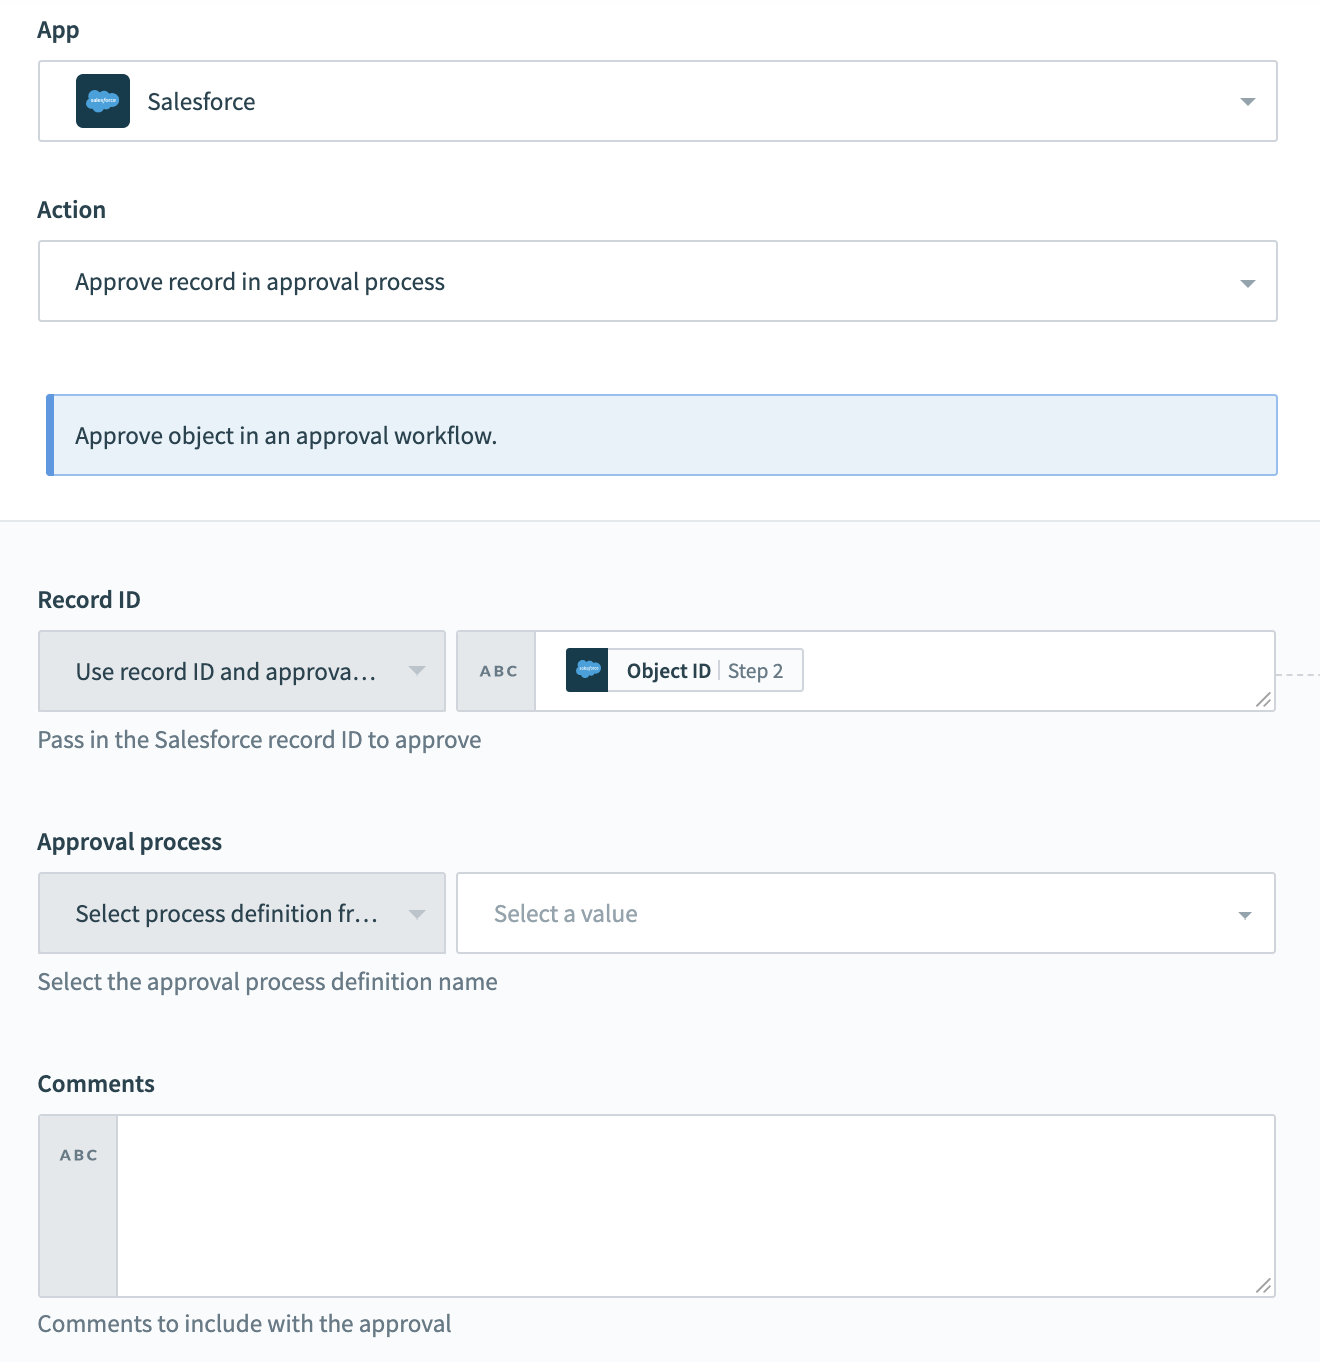 App
salesforce
Salesforce
Action
Approve record in approval process
Approve object in an approval workflow.
Record ID
Use record ID and approva...
ABC
salesforce
Object ID
Step 2
Pass in the Salesforce record ID to approve
Approval process
Select process definition fr...
Select a value
Select the approval process definition name
Comments
ABC
Comments to include with the approval